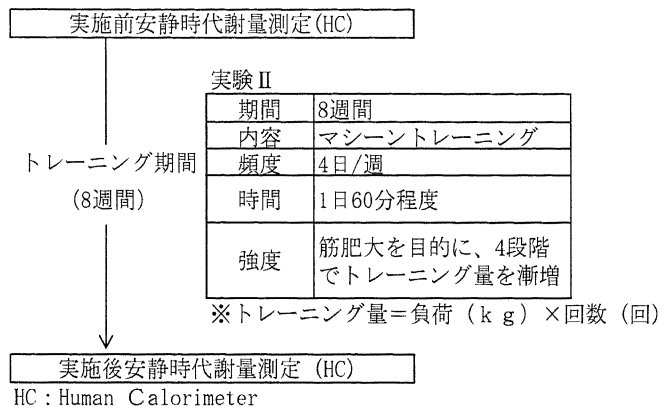 実施前安静時代謝量測定(HC)
実験Ⅱ
期間 8週間
内容 マシーントレーニング
トレーニング期間
(8週間)
頻度 4日/週
時間 1日60分程度
強度 筋肥大を目的に、4段階
でトレーニング量を漸増
※トレーニング量＝負荷（ｋｇ）×回数（回）
実施後安静時代謝量測定 (HC)
HC：Human Calorimeter